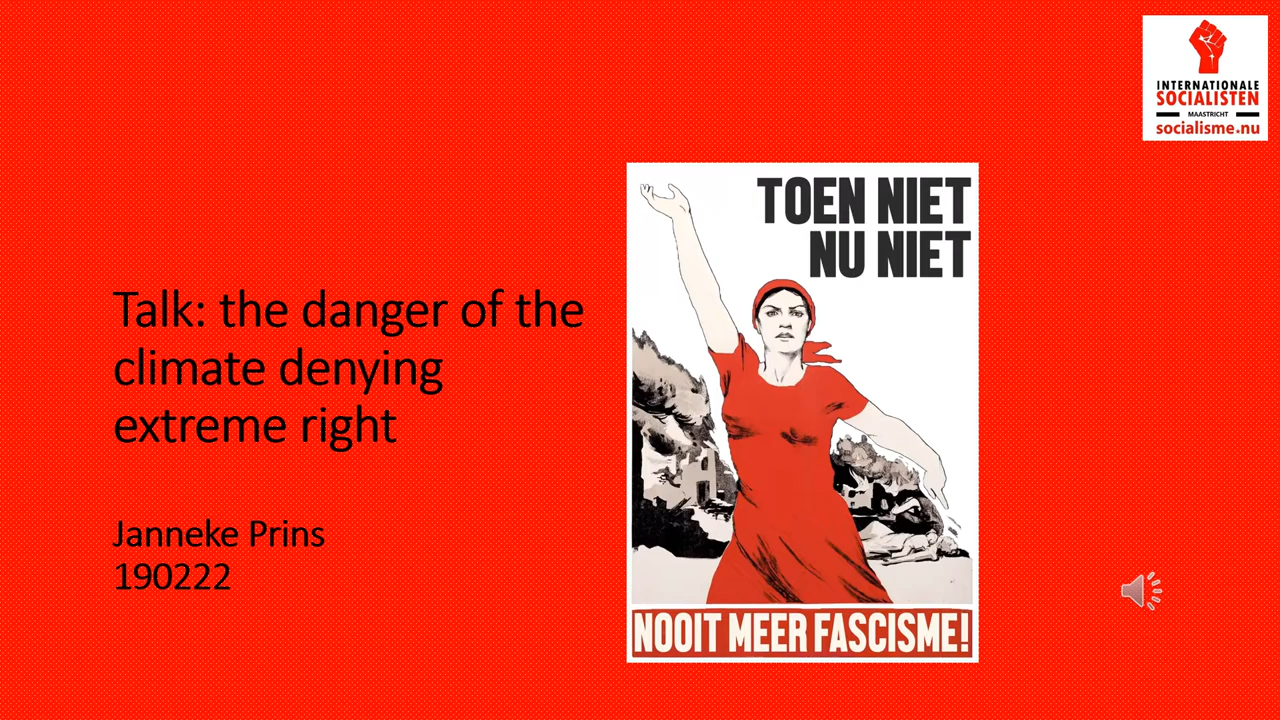 INTERNATIONALE
SOCIALISTEN
MAASTRICHT
socialisme.nu
TOEN NIET
NU NIET
Talk: the danger of the
climate denying
extreme right
Janneke Prins
190222
NOOIT MEER FASCISME!